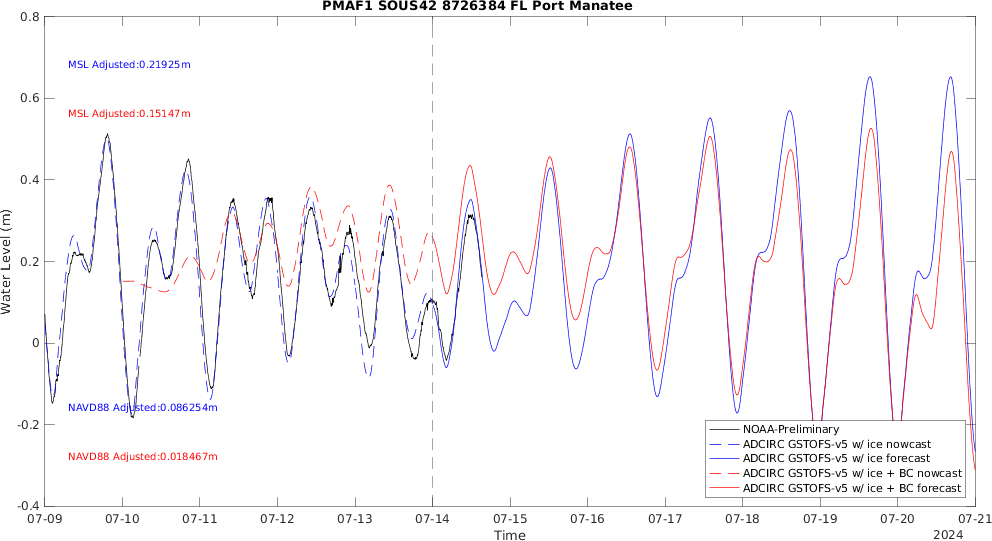 PMAF1 SOUS42 8726384 FL Port Manatee
0.8
MSL Adjusted:0.21925m
0.6
MSL Adjusted:0.15147m
0.4
Water Level (m)
0.2
0
NAVD88 Adjusted:0.086254m
-0.2
NAVD88 Adjusted:0.018467m
-0.4
NOAA-Preliminary
ADCIRC GSTOFS-v5 w/ ice nowcast
ADCIRC GSTOFS-v5 w/ ice forecast
ADCIRC GSTOFS-v5 w/ ice + BC nowcast
ADCIRC GSTOFS-v5 w/ ice + BC forecast
07-09 07-10 07-11 07-12 07-13 07-14 07-15 07-16 07-17 07-18 07-19 07-20 07-21
Time
2024